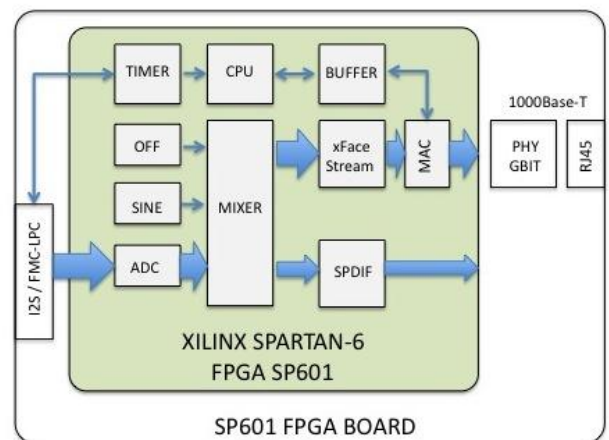 TIMER
CPU
BUFFER
1000Base-T
OFF
SINE
ADC
MIXER
xFace
Stream
MAC
PHY
GBIT
RJ45
SPDIF
I2S / FMC-LPC
XILINX SPARTAN-6
FPGA SP601
SP601 FPGA BOARD